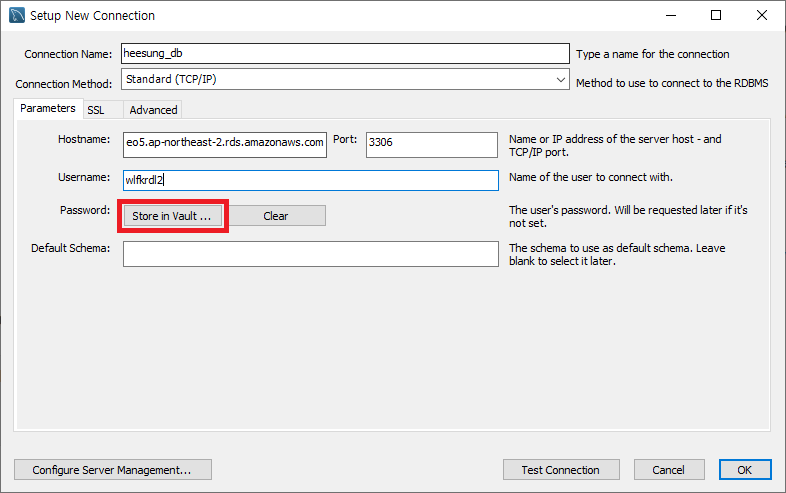 Setup New Connection
Connection Name: heesung_db Type a name for the connection
Connection Method: Standard (TCP/IP) Method to use to connect to the RDBMS
Parameters SSL Advanced
Hostname: eo5.ap-northeast-2.rds.amazonaws.com Port: 3306 Name or IP address of the server host - and
TCP/IP port.
Username: wlfkrdl2 Name of the user to connect with.
Password: Store in Vault ... Clear The user's password. Will be requested later if it's
not set.
Default Schema: The schema to use as default schema. Leave
blank to select it later.
Configure Server Management... Test Connection Cancel OK